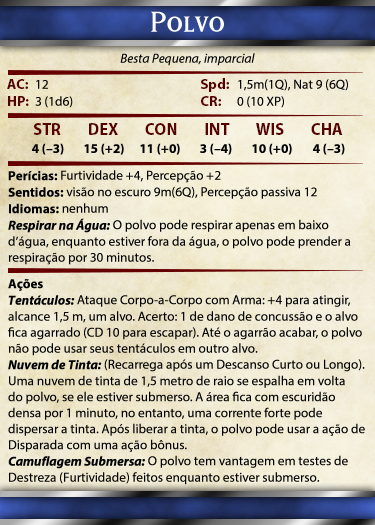 Polvo
Besta Pequena, imparcial
AC: 12 Spd: 1,5m(1Q), Nat 9 (6Q)
HP: 3 (1d6) CR: 0 (10 XP)
STR DEX CON INT WIS CHA
4 (–3) 15 (+2) 11 (+0) 3 (–4) 10 (+0) 4 (–3)
Perícias: Furtividade +4, Percepção +2
Sentidos: visão no escuro 9m(6Q), Percepção passiva 12
Idiomas: nenhum
Respirar na Água: O polvo pode respirar apenas em baixo
d’água, enquanto estiver fora da água, o polvo pode prender a
respiração por 30 minutos.
Ações
Tentáculos: Ataque Corpo-a-Corpo com Arma: +4 para atingir,
alcance 1,5 m, um alvo. Acerto: 1 de dano de concussão e o alvo
fica agarrado (CD 10 para escapar). Até o agarrão acabar, o polvo
não pode usar seus tentáculos em outro alvo.
Nuvem de Tinta: (Recarrega após um Descanso Curto ou Longo).
Uma nuvem de tinta de 1,5 metro de raio se espalha em volta
do polvo, se ele estiver submerso. A área fica com escuridão
densa por 1 minuto, no entanto, uma corrente forte pode
dispersar a tinta. Após liberar a tinta, o polvo pode usar a ação de
Disparada com uma ação bônus.
Camuflagem Submersa: O polvo tem vantagem em testes de
Destreza (Furtividade) feitos enquanto estiver submerso.